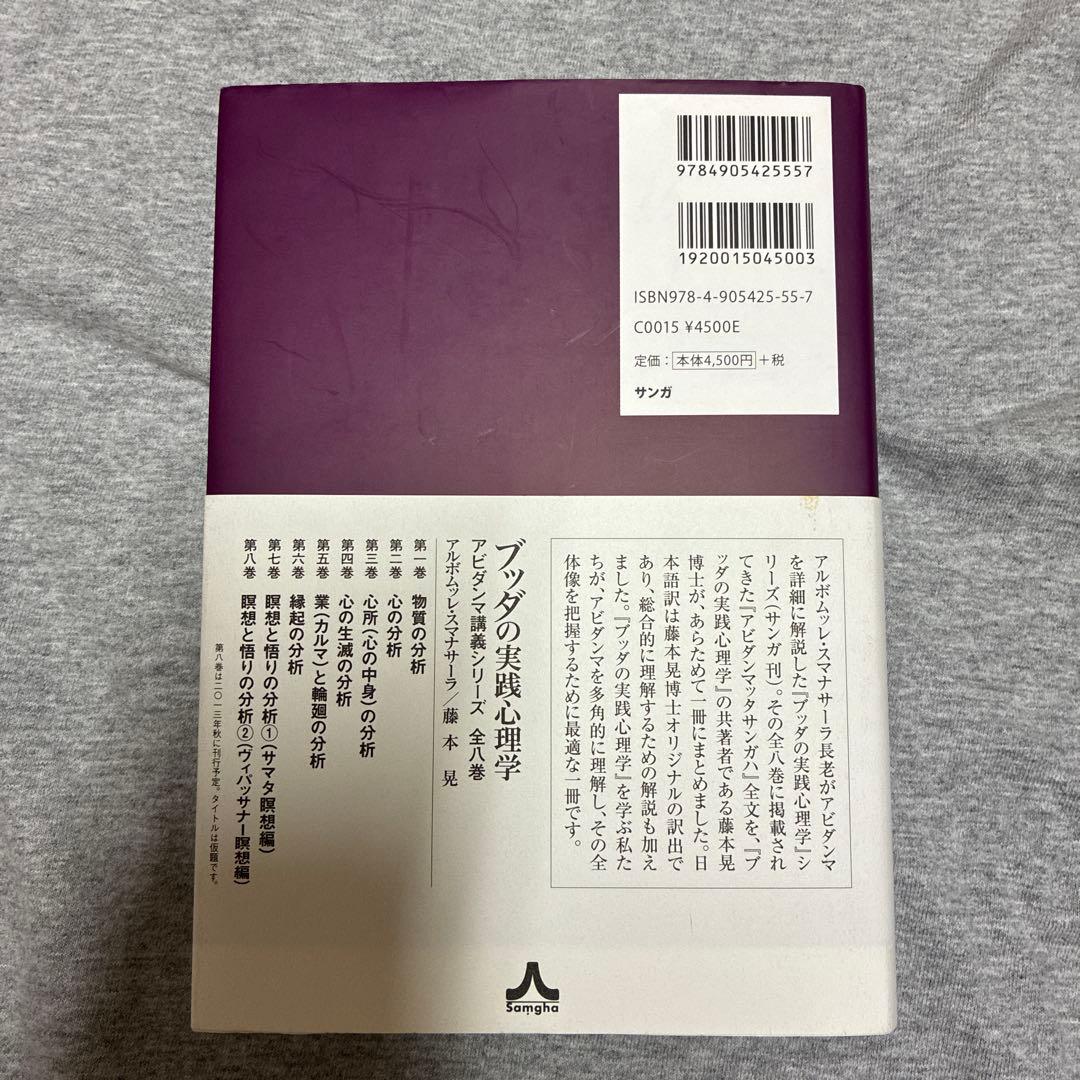 9784905425557
1920015045003
ISBN978-4-905425-55-7
C0015 ¥4500E
定価：本体4,500円＋税
サンガ
アルボムッレ・スマナサーラ長老がアビダンマ
を詳細に解説した『ブッダの実践心理学』シ
リーズ（サンガ刊）。その全八巻に掲載され
てきた『アビダンマッタサンガハ』全文を、『ブ
ッダの実践心理学』の共著者である藤本晃
博士が、あらためて一冊にまとめました。日
本語訳は藤本晃博士オリジナルの訳出で
あり、総合的に理解するための解説も加え
ました。『ブッダの実践心理学』を学ぶ私た
ちが、アビダンマを多角的に理解し、その全
体像を把握するために最適な一冊です。
ブッダの実践心理学
アビダンマ講義シリーズ 全八巻
アルボムッレ・スマナサーラ／藤本 晃
第一巻 物質の分析
第二巻 心の分析
第三巻 心所（心の中身）の分析
第四巻 心の生滅の分析
第五巻 業（カルマ）と輪廻の分析
第六巻 縁起の分析
第七巻 瞑想と悟りの分析①（サマタ瞑想編）
第八巻 瞑想と悟りの分析②（ヴィパッサナー瞑想編）
第八巻は二〇一三年秋に刊行予定。タイトルは仮題です。
Saṃgha